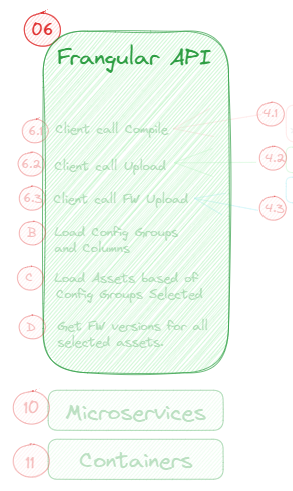 06
Frangular API
6.1 Client call Compile
4.1
6.2 Client call Upload
4.2
6.3 Client call FW Upload
4.3
B Load Config Groups
and Columns
C Load Assets based of
Config Groups Selected
D Get FW versions for all
selected assets.
10 Microservices
11 Containers